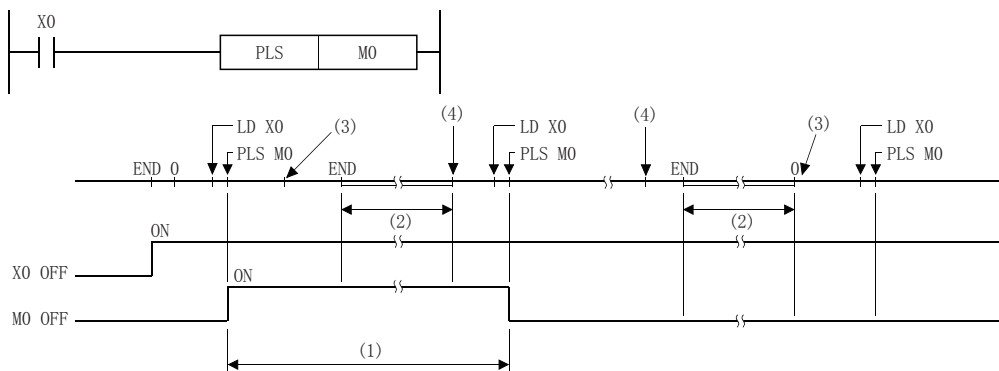 X0
PLS M0
(4) (4)
LD X0 (3) LD X0 (3) LD X0
PLS M0 PLS M0 PLS M0
END 0 END END 0
(2) (2)
ON
X0 OFF
ON
M0 OFF
(1)